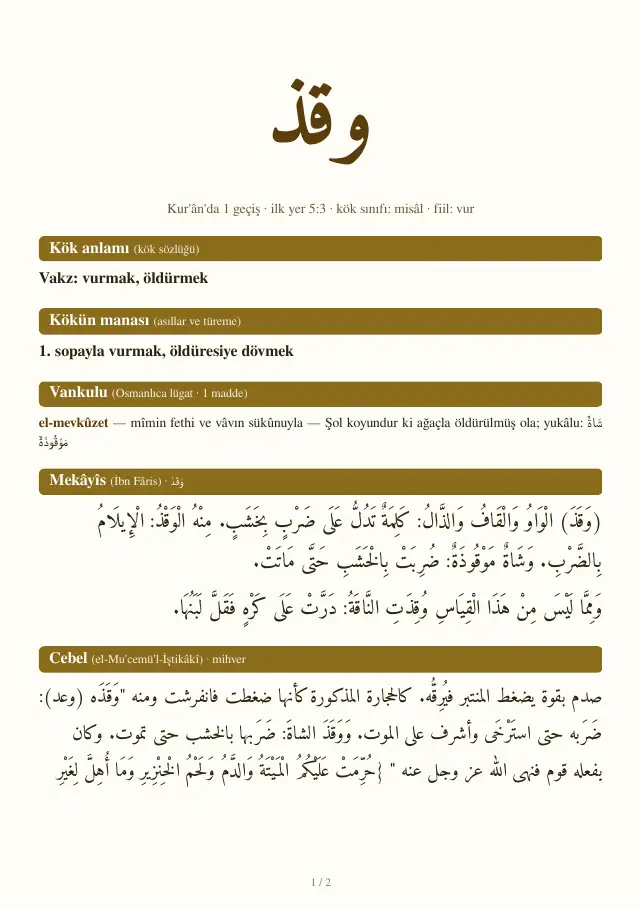 وقذ
Kur'ân'da 1 geçiş · ilk yer 5:3 · kök sınıfı: misâl · fiil: vur
Kök anlamı (kök sözlüğü)
Vakz: vurmak, öldürmek
Kökün manası (asıllar ve türeme)
1. sopayla vurmak, öldüresiye dövmek
Vankulu (Osmanlıca lügat · 1 madde)
el-mevkûzet — mîmin fethi ve vâvın sükûnuyla — Şol koyundur ki ağaçla öldürülmüş ola; yukâlu: شَاةٌ
مَوْقُوذَةٌ
Mekâyîs (İbn Fâris) · وَقَذَ
(وَقَذَ) الْوَاوُ وَالْقَافُ وَالذَّالُ: كَلِمَةٌ تَدُلُّ عَلَى ضَرْبٍ بِخَشَبٍ. مِنْهُ الْوَقْذُ: الْإِيلَامُ
بِالضَّرْبِ. وَشَاةٌ مَوْقُوذَةٌ: ضُرِبَتْ بِالْخَشَبِ حَتَّى مَاتَتْ.
وَمِمَّا لَيْسَ مِنْ هَذَا الْقِيَاسِ وُقِذَتِ النَّاقَةُ: دَرَّتْ عَلَى كَرْهٍ فَقَلَّ لَبَنُهَا.
Cebel (el-Mu'cemü'l-İştikâkî) · mihver
صدم بقوة يضغط المنتبر فيُرِقُّه. كالحجارة المذكورة كأنها ضغطت فانفرشت ومنه "وَقَذَه (وعد):
ضَرَبه حتى استَرْخَى وأشرف على الموت. وَوَقَذَ الشاةَ: ضَرَبها بالخشب حتى تموت. وكان
يفعله قوم فنهى الله عز وجل عنه " {حُرِّمَتْ عَلَيْكُمُ الْمَيْتَةُ وَالدَّمُ وَلَحْمُ الْخِنْزِيرِ وَمَا أُهِلَّ لِغَيْرِ
1 / 2